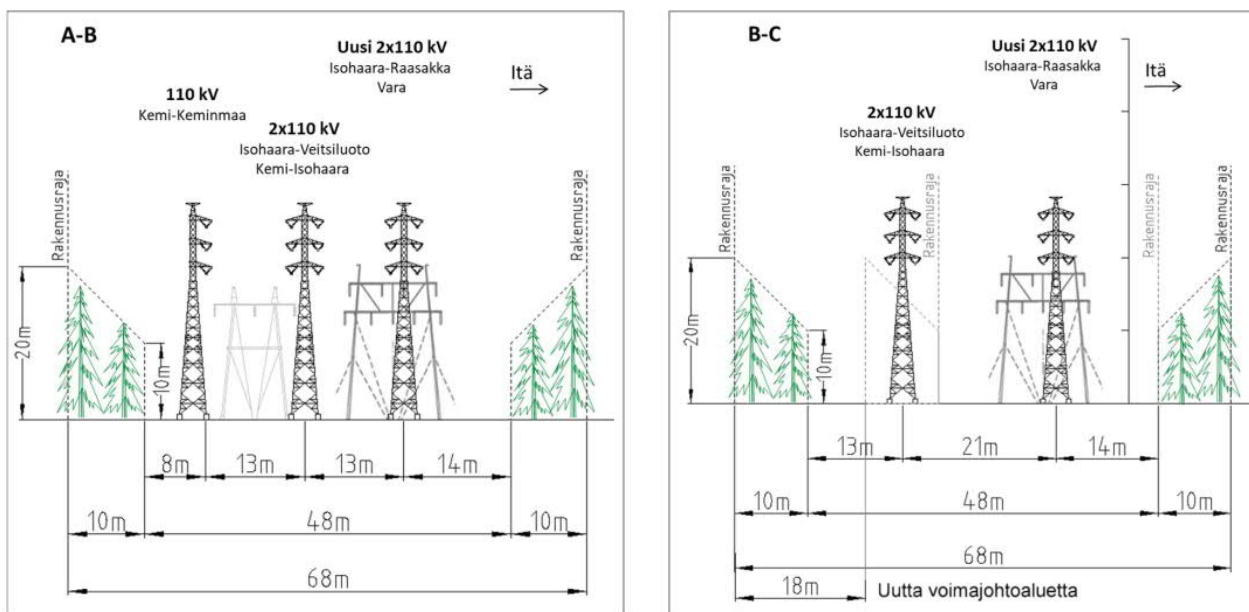 A-B
Uusi 2x110 kV
Isohaara-Raasakka
Vara
Itä
110 kV
Kemi-Keminmaa
2x110 kV
Isohaara-Veitsiluoto
Kemi-Isohaara
Rakennusraja
Rakennusraja
20m
10m
8m
13m
13m
14m
10m
48m
10m
68m
B-C
Uusi 2x110 kV
Isohaara-Raasakka
Vara
Itä
2x110 kV
Isohaara-Veitsiluoto
Kemi-Isohaara
Rakennusraja
Rakennusraja
Rakennusraja
Rakennusraja
20m
10m
13m
21m
14m
10m
48m
10m
68m
18m
Uutta voimajohtoaluetta